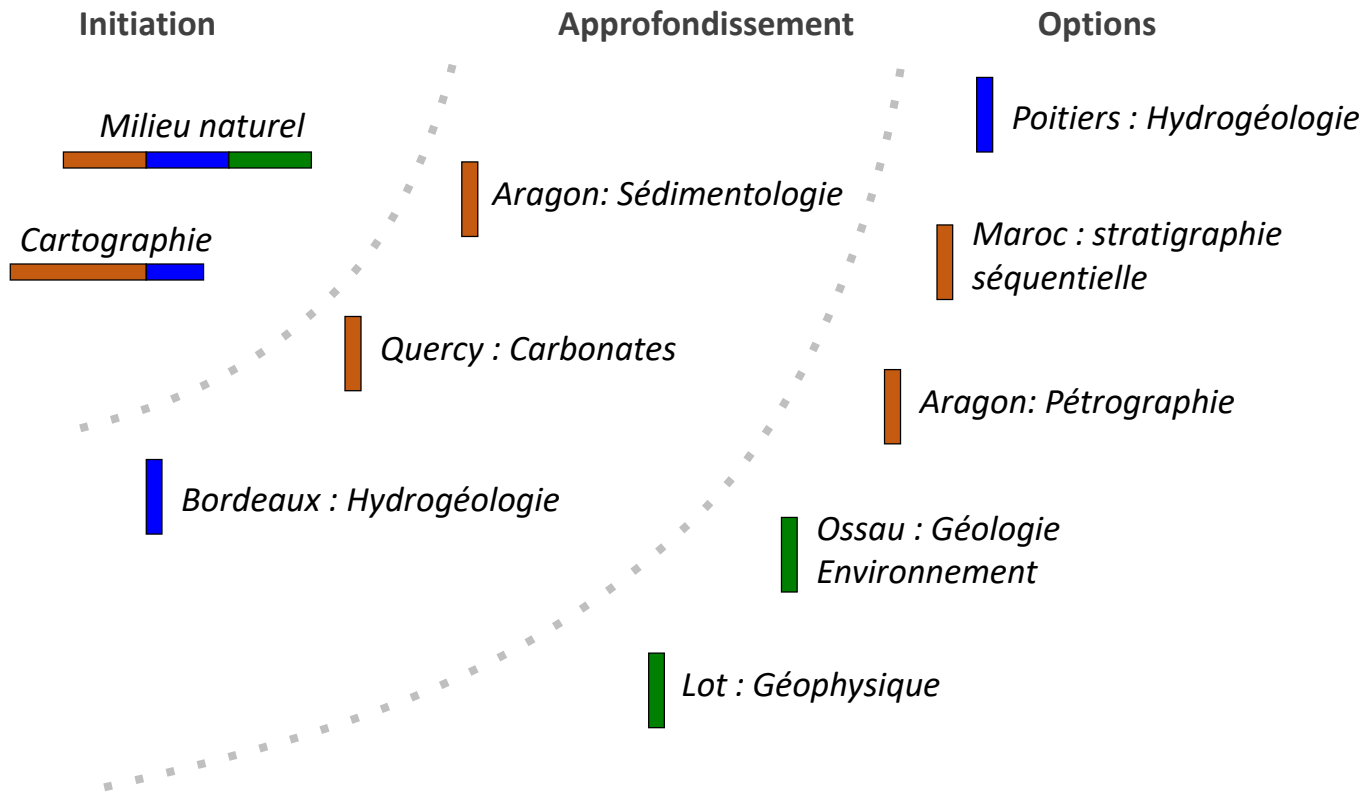 Initiation
Approfondissement
Options
Milieu naturel
Cartographie
Aragon: Sédimentologie
Quercy : Carbonates
Bordeaux : Hydrogéologie
Poitiers : Hydrogéologie
Maroc : stratigraphie
séquentielle
Aragon: Pétrographie
Ossau : Géologie
Environnement
Lot : Géophysique